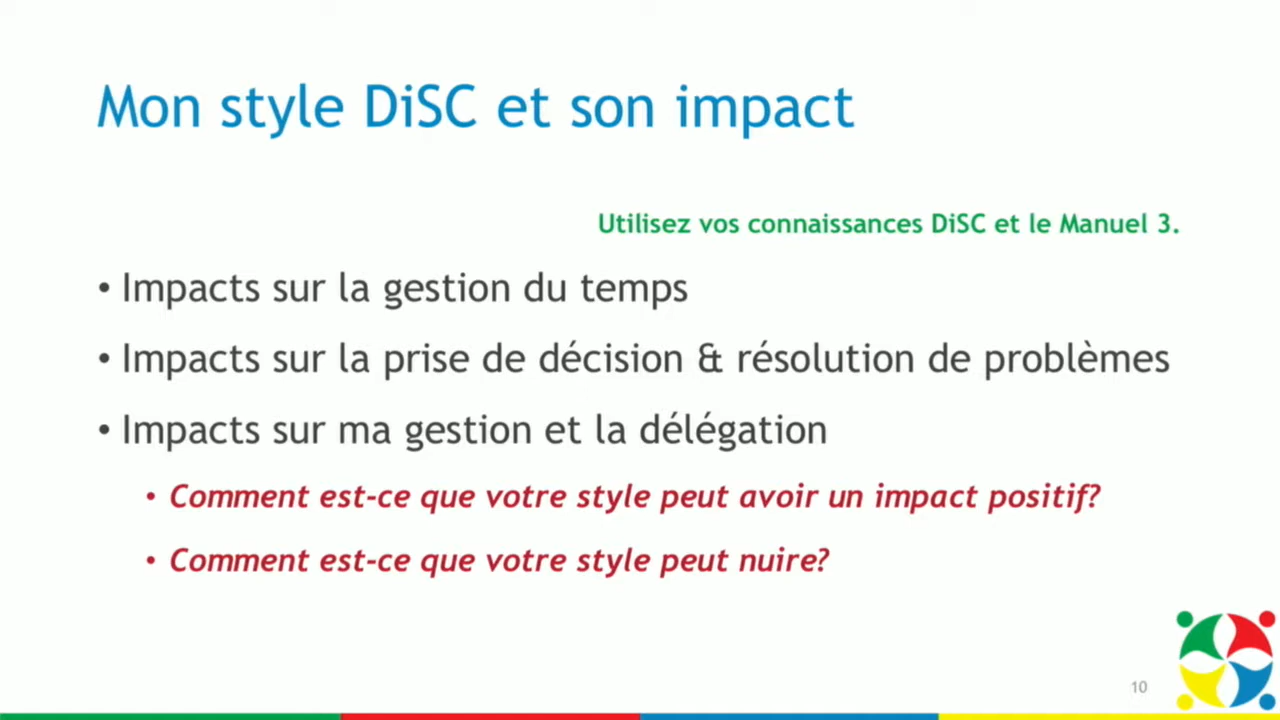 Mon style DiSC et son impact
Utilisez vos connaissances DiSC et le Manuel 3.
• Impacts sur la gestion du temps
• Impacts sur la prise de décision & résolution de problèmes
• Impacts sur ma gestion et la délégation
• Comment est-ce que votre style peut avoir un impact positif?
• Comment est-ce que votre style peut nuire?
10